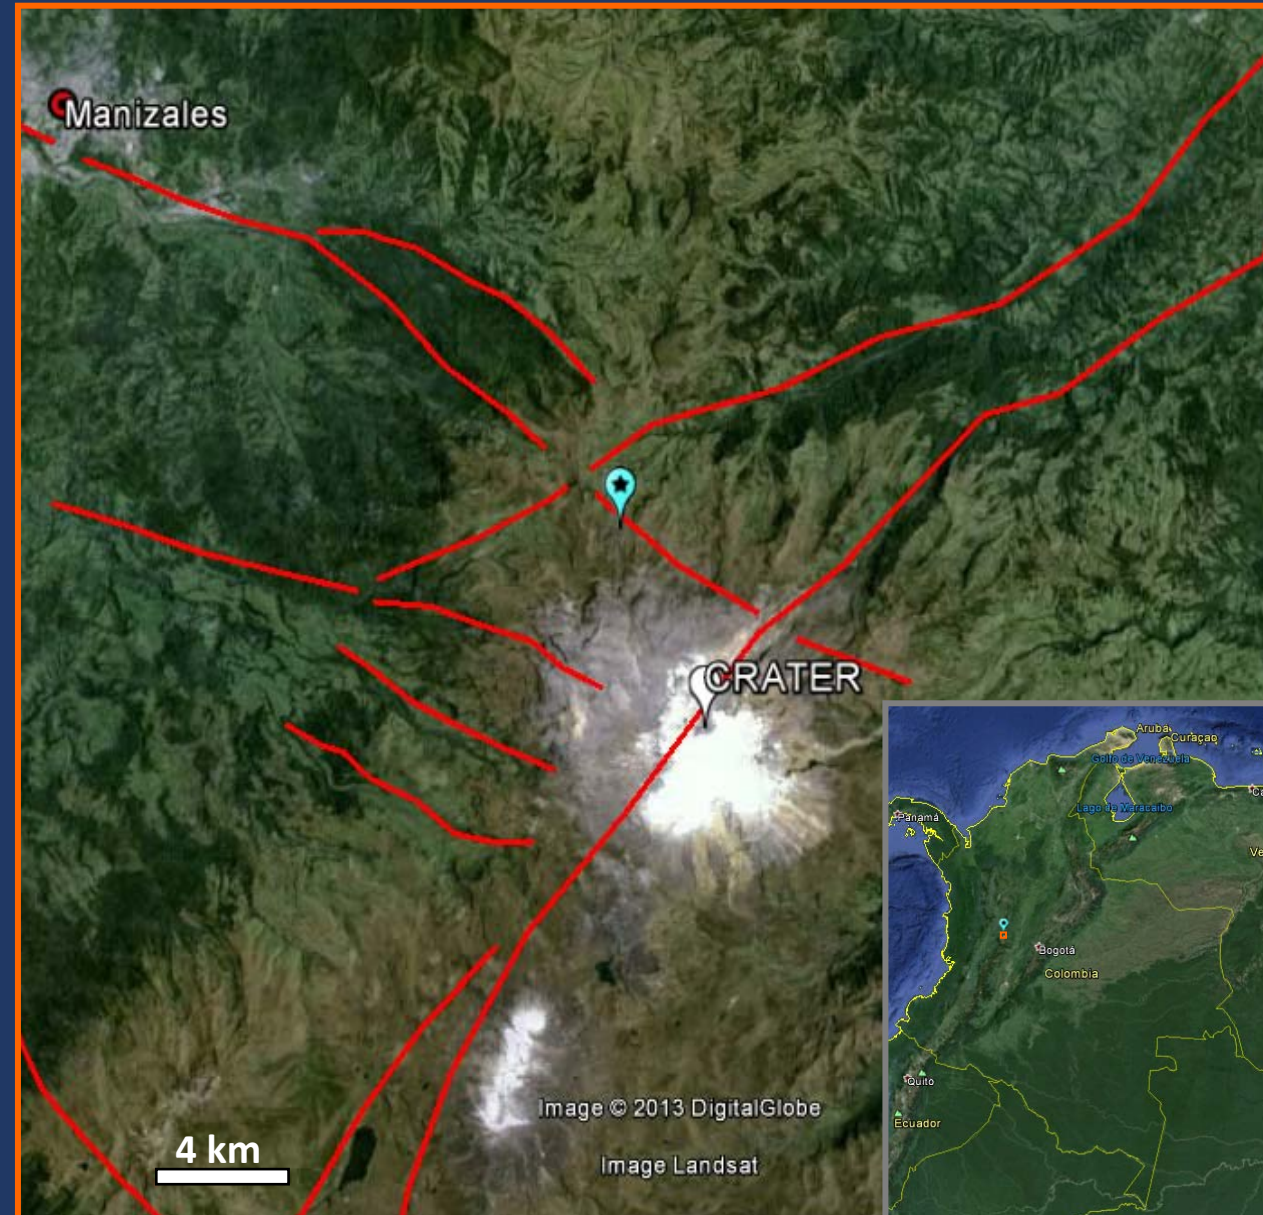 Manizales
CRATER
Aruba
Curaçao
Golfo de Venezuela
Lago de Maracaibo
Panamá
Bogotá
Colombia
Quito
Ecuador
Image © 2013 DigitalGlobe
4 km
Image Landsat